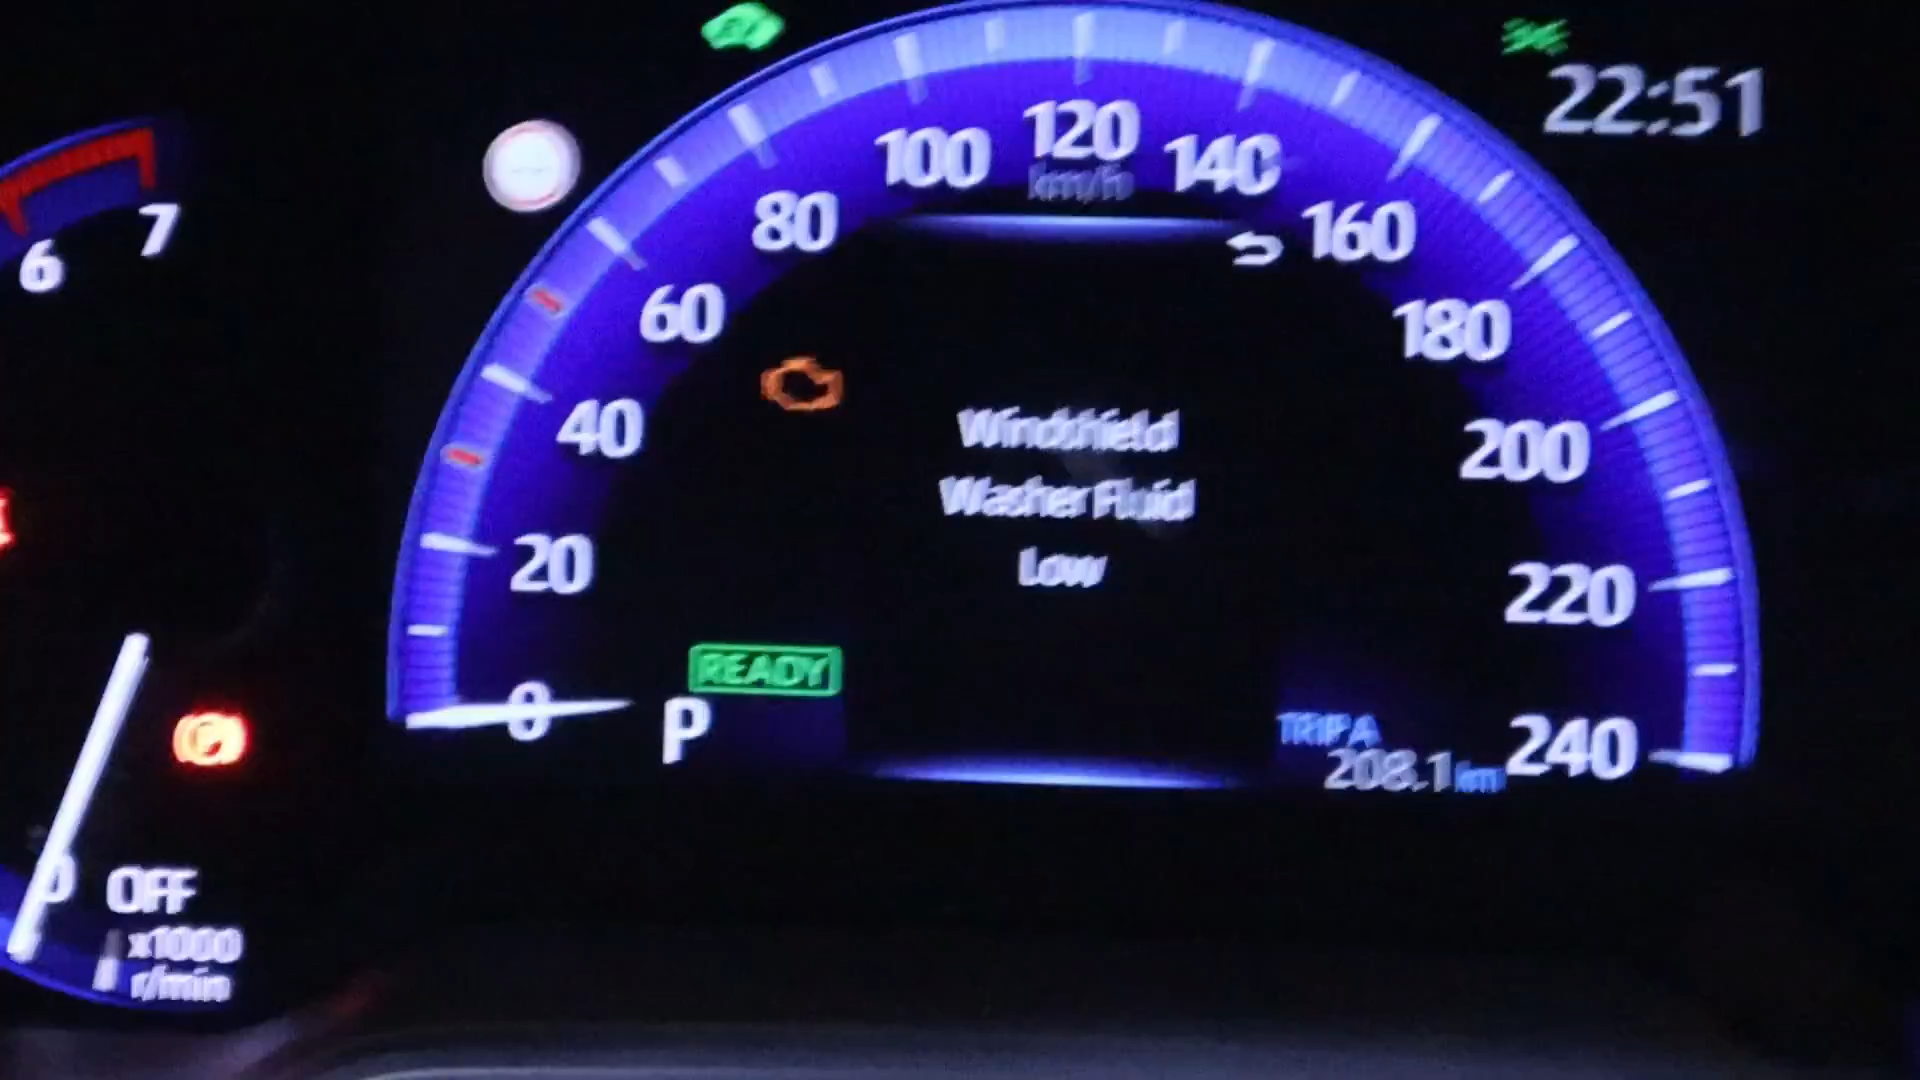 22:51
120
100
140
km/h
80
160
7
6
60
180
40
Windshield
200
Washer Fluid
Low
20
220
READY
0
P
TRIP A
240
208.1 km
0
OFF
x1000
r/min